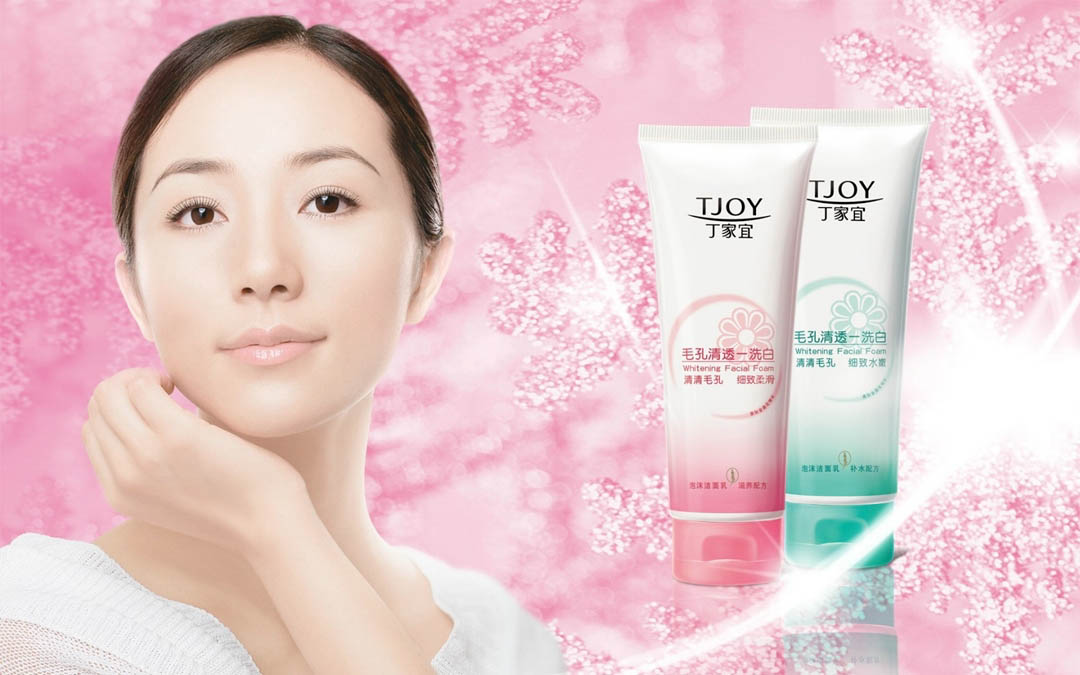 TJOY
丁家宜
毛孔清透一洗白
Whitening Facial Foam
清清毛孔 细致柔滑
泡沫洁面乳 滋养配方
TJOY
丁家宜
毛孔清透一洗白
Whitening Facial Foam
清清毛孔 细致水嫩
泡沫洁面乳 补水配方